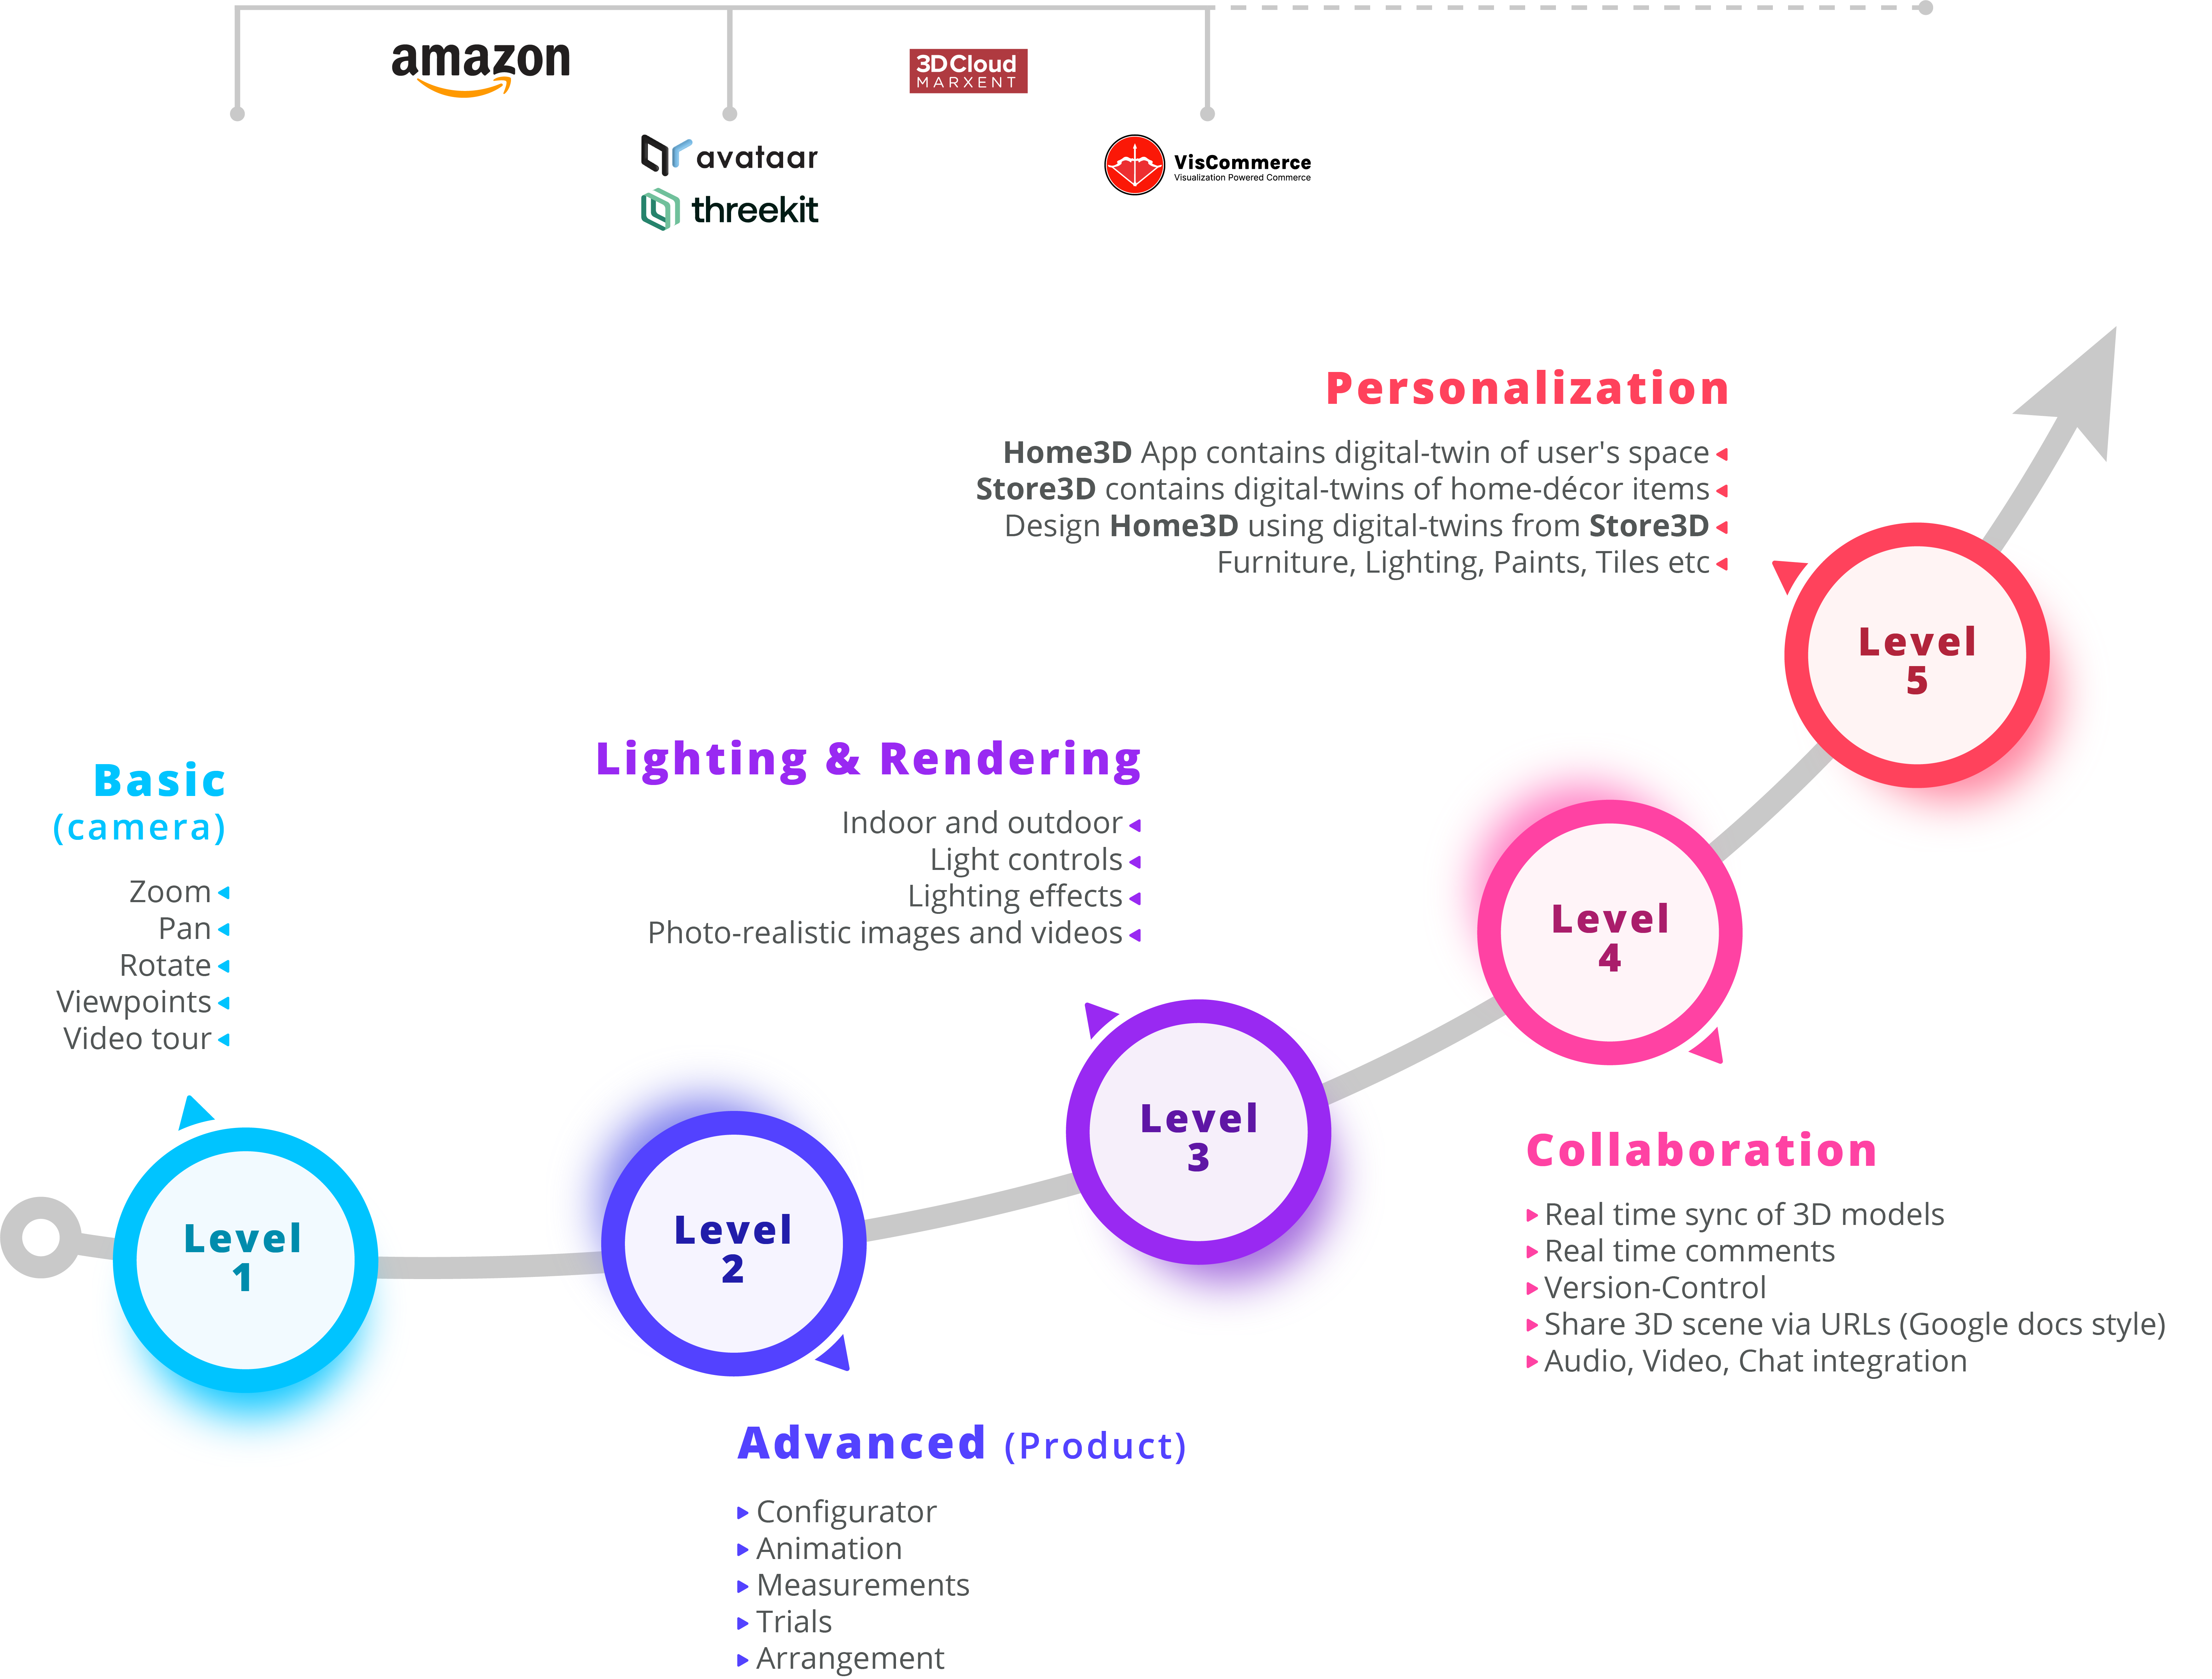 amazon
3D Cloud
MARXENT
avataar
threekit
VisCommerce
Visualization Powered Commerce
Personalization
Home3D App contains digital-twin of user's space
Store3D contains digital-twins of home-décor items
Design Home3D using digital-twins from Store3D
Furniture, Lighting, Paints, Tiles etc
Level
5
Basic
(camera)
Zoom
Pan
Rotate
Viewpoints
Video tour
Level
1
Lighting & Rendering
Indoor and outdoor
Light controls
Lighting effects
Photo-realistic images and videos
Level
3
Level
4
Collaboration
Real time sync of 3D models
Real time comments
Version-Control
Share 3D scene via URLs (Google docs style)
Audio, Video, Chat integration
Level
2
Advanced (Product)
Configurator
Animation
Measurements
Trials
Arrangement